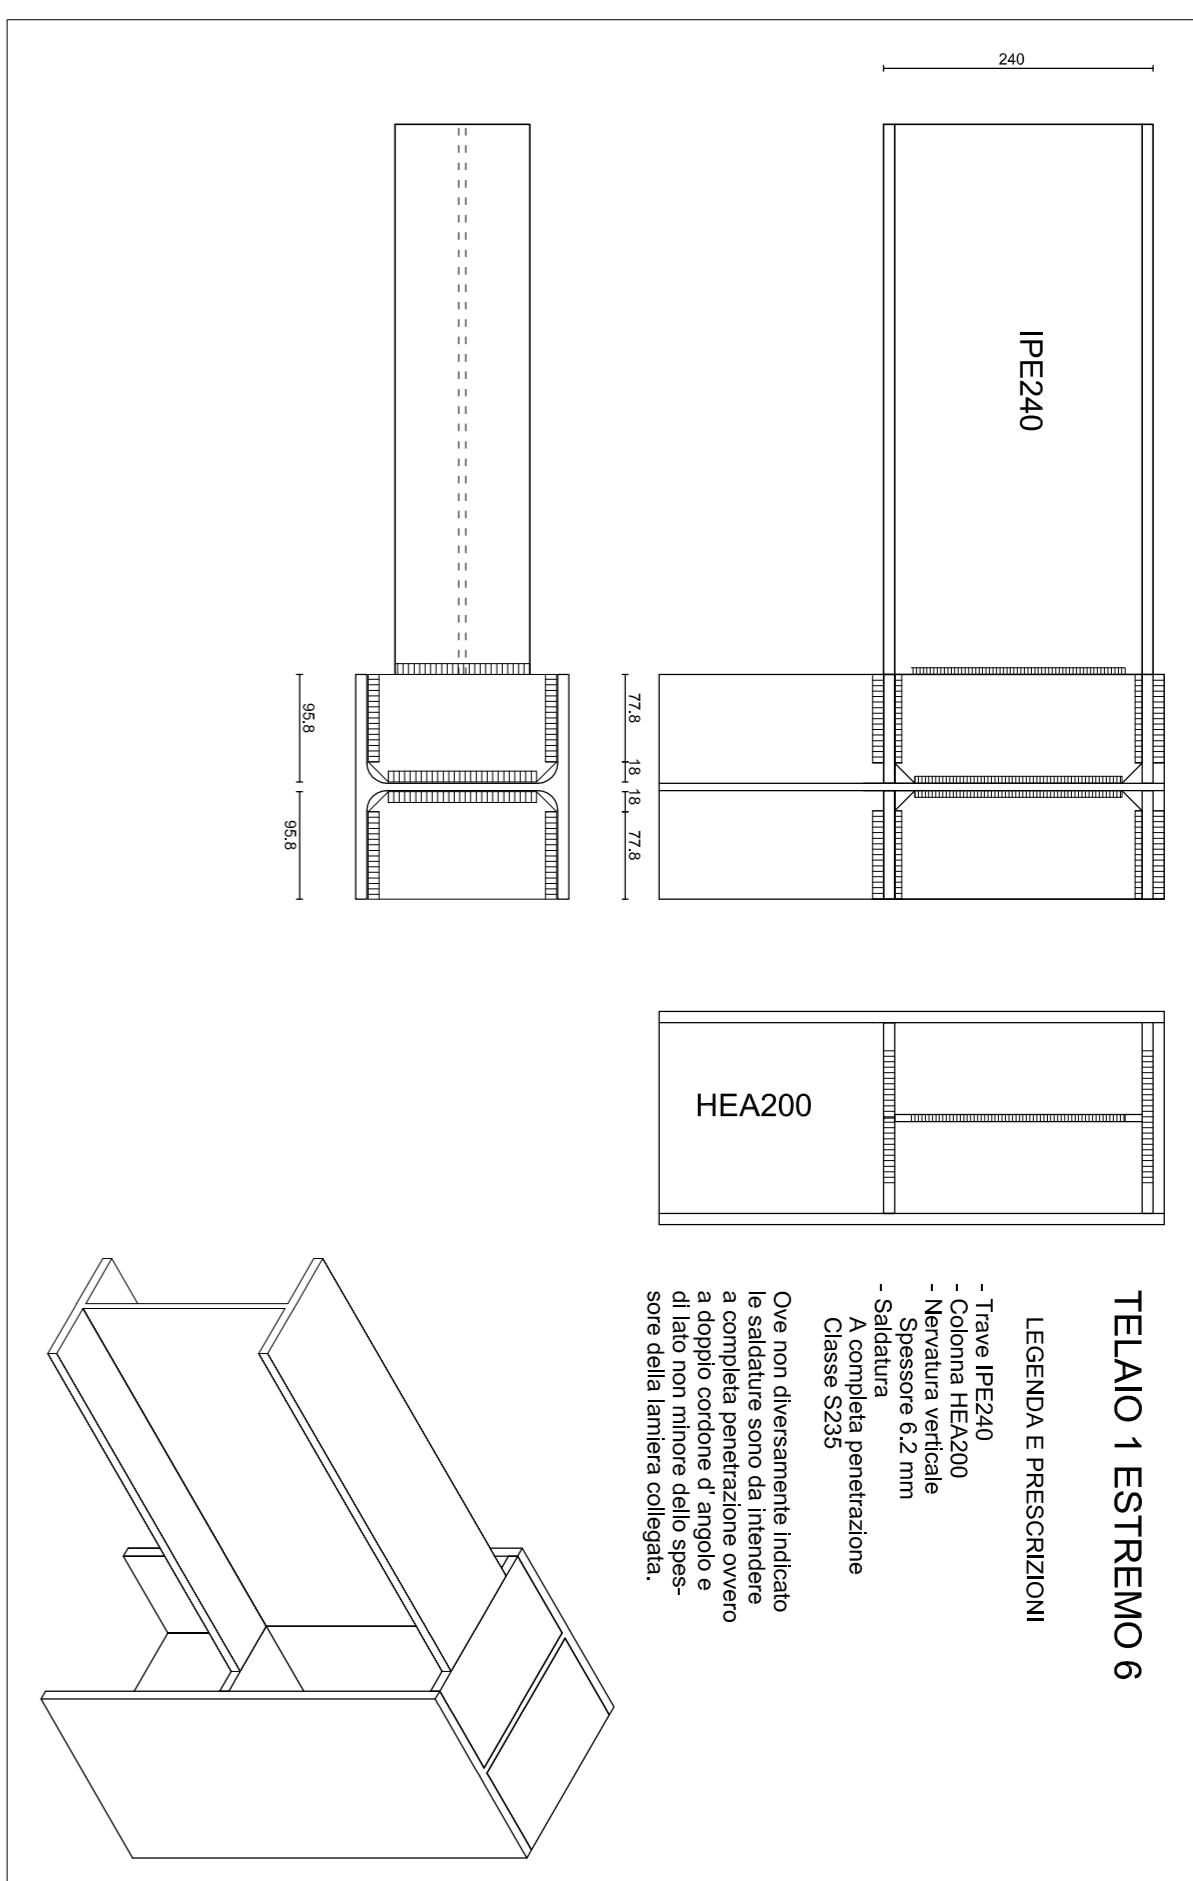 TELAIO 1 ESTREMO 6
LEGENDA E PRESCRIZIONI
- Trave IPE240
- Colonna HEA200
- Nervatura verticale
Spessore 6.2 mm
- Saldatura
A completa penetrazione
Classe S235
Ove non diversamente indicato
le saldature sono da intendere
a completa penetrazione ovvero
a doppio cordone d' angolo e
di lato non minore dello spes-
sore della lamiera collegata.
240
IPE240
HEA200
77.8
18
18
77.8
95.8
95.8